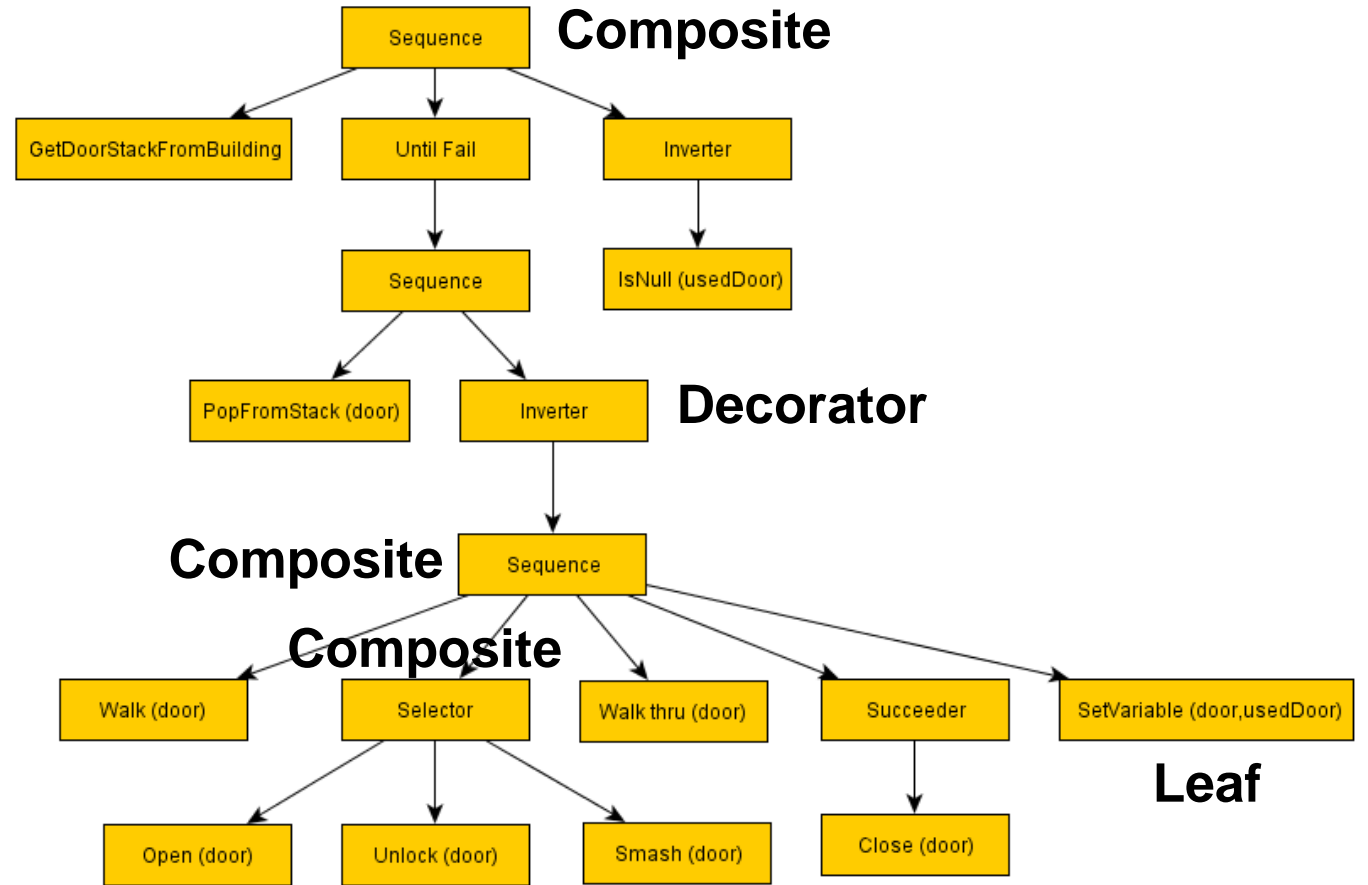 Sequence
Composite
GetDoorStackFromBuilding
Until Fail
Inverter
Sequence
IsNull (usedDoor)
PopFromStack (door)
Inverter
Decorator
Composite
Sequence
Composite
Walk (door)
Selector
Walk thru (door)
Succeeder
SetVariable (door,usedDoor)
Leaf
Open (door)
Unlock (door)
Smash (door)
Close (door)